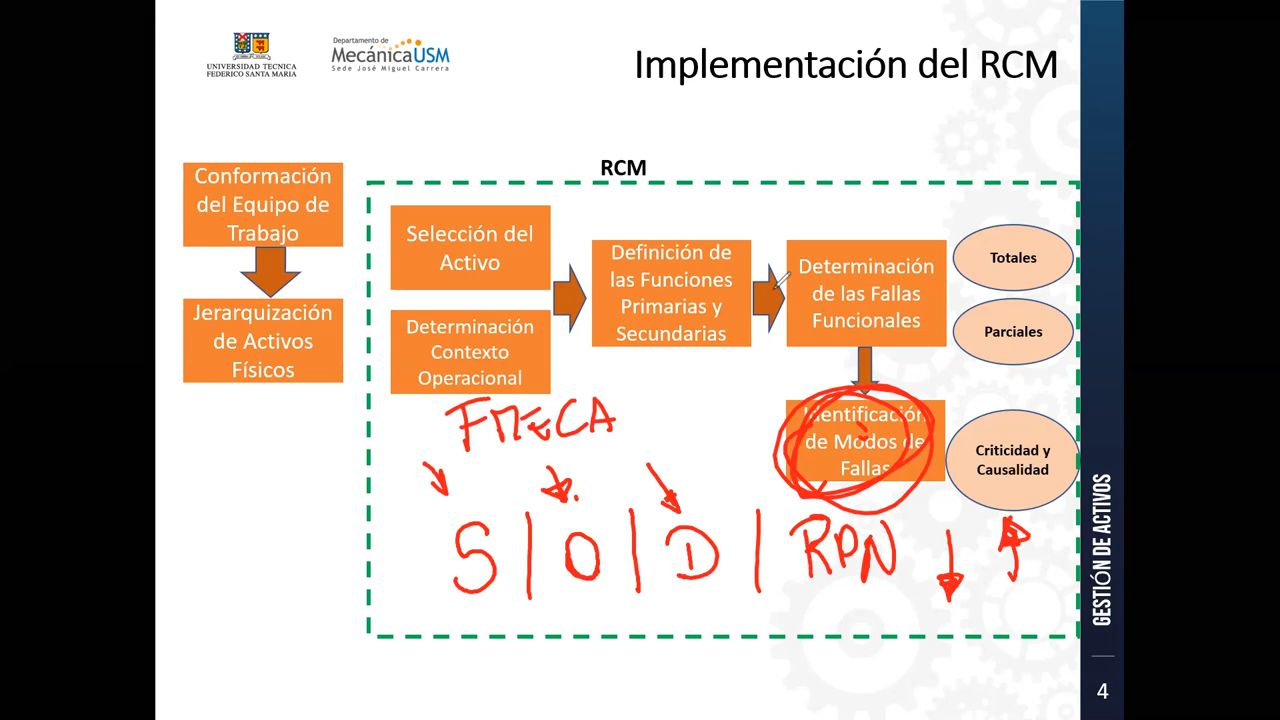 UNIVERSIDAD TECNICA
FEDERICO SANTA MARIA
Departamento de
MecánicaUSM
Sede José Miguel Carrera
Implementación del RCM
RCM
Conformación
del Equipo de
Trabajo
Jerarquización
de Activos
Físicos
Selección del
Activo
Determinación
Contexto
Operacional
Definición de
las Funciones
Primarias y
Secundarias
Determinación
de las Fallas
Funcionales
Totales
Parciales
Identificación
de Modos de
Fallas
Criticidad y
Causalidad
FMECA
S | O | D | RPN
GESTIÓN DE ACTIVOS
4